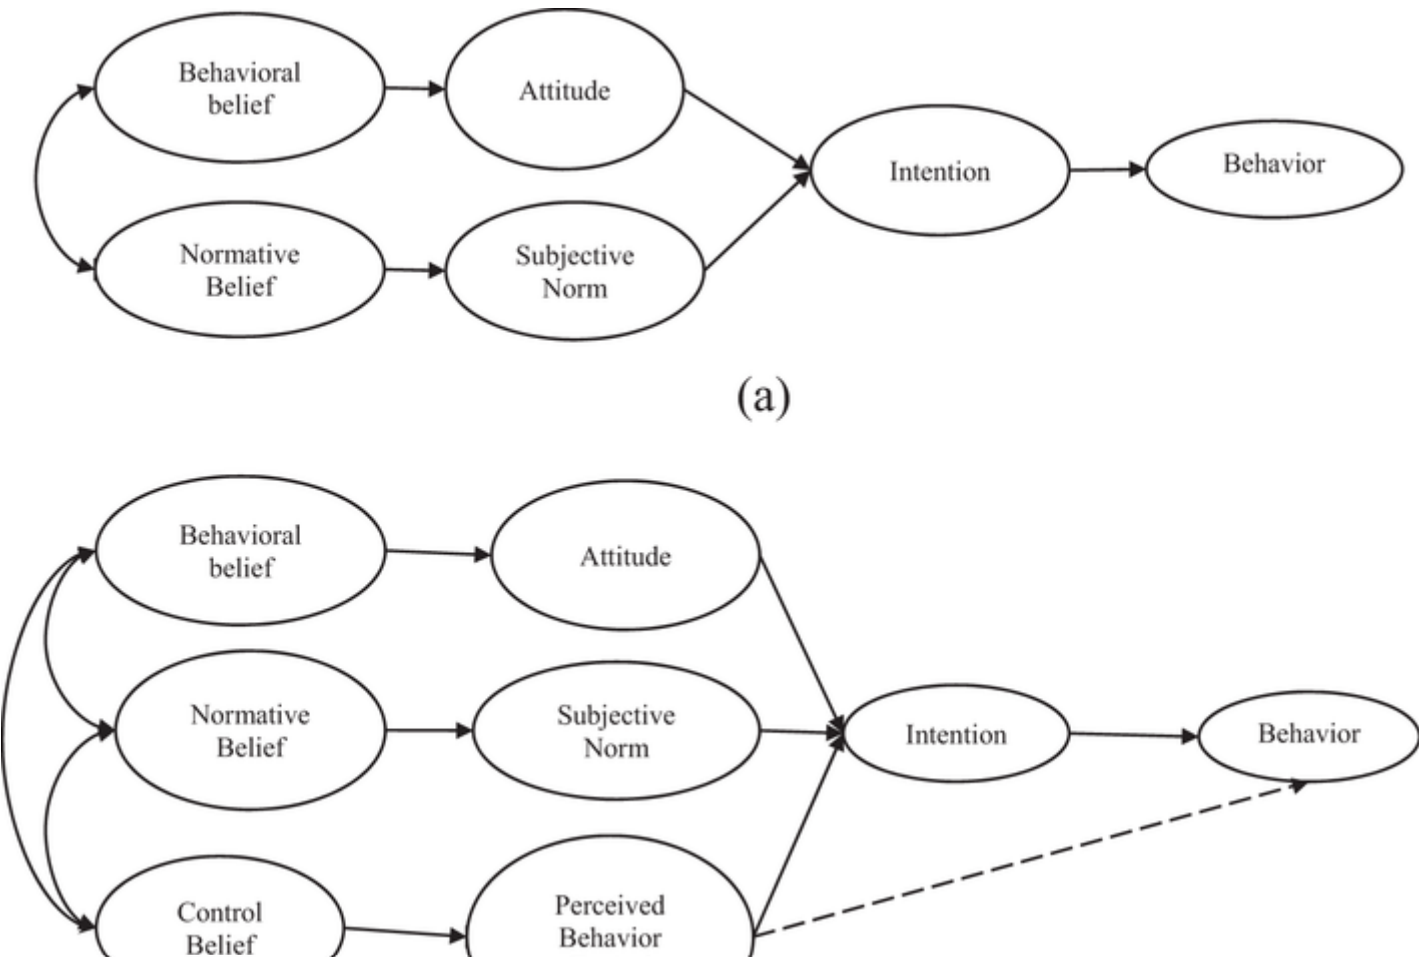 Behavioral
belief
Attitude
Intention
Behavior
Normative
Belief
Subjective
Norm
(a)
Behavioral
belief
Attitude
Normative
Belief
Subjective
Norm
Intention
Behavior
Control
Belief
Perceived
Behavior